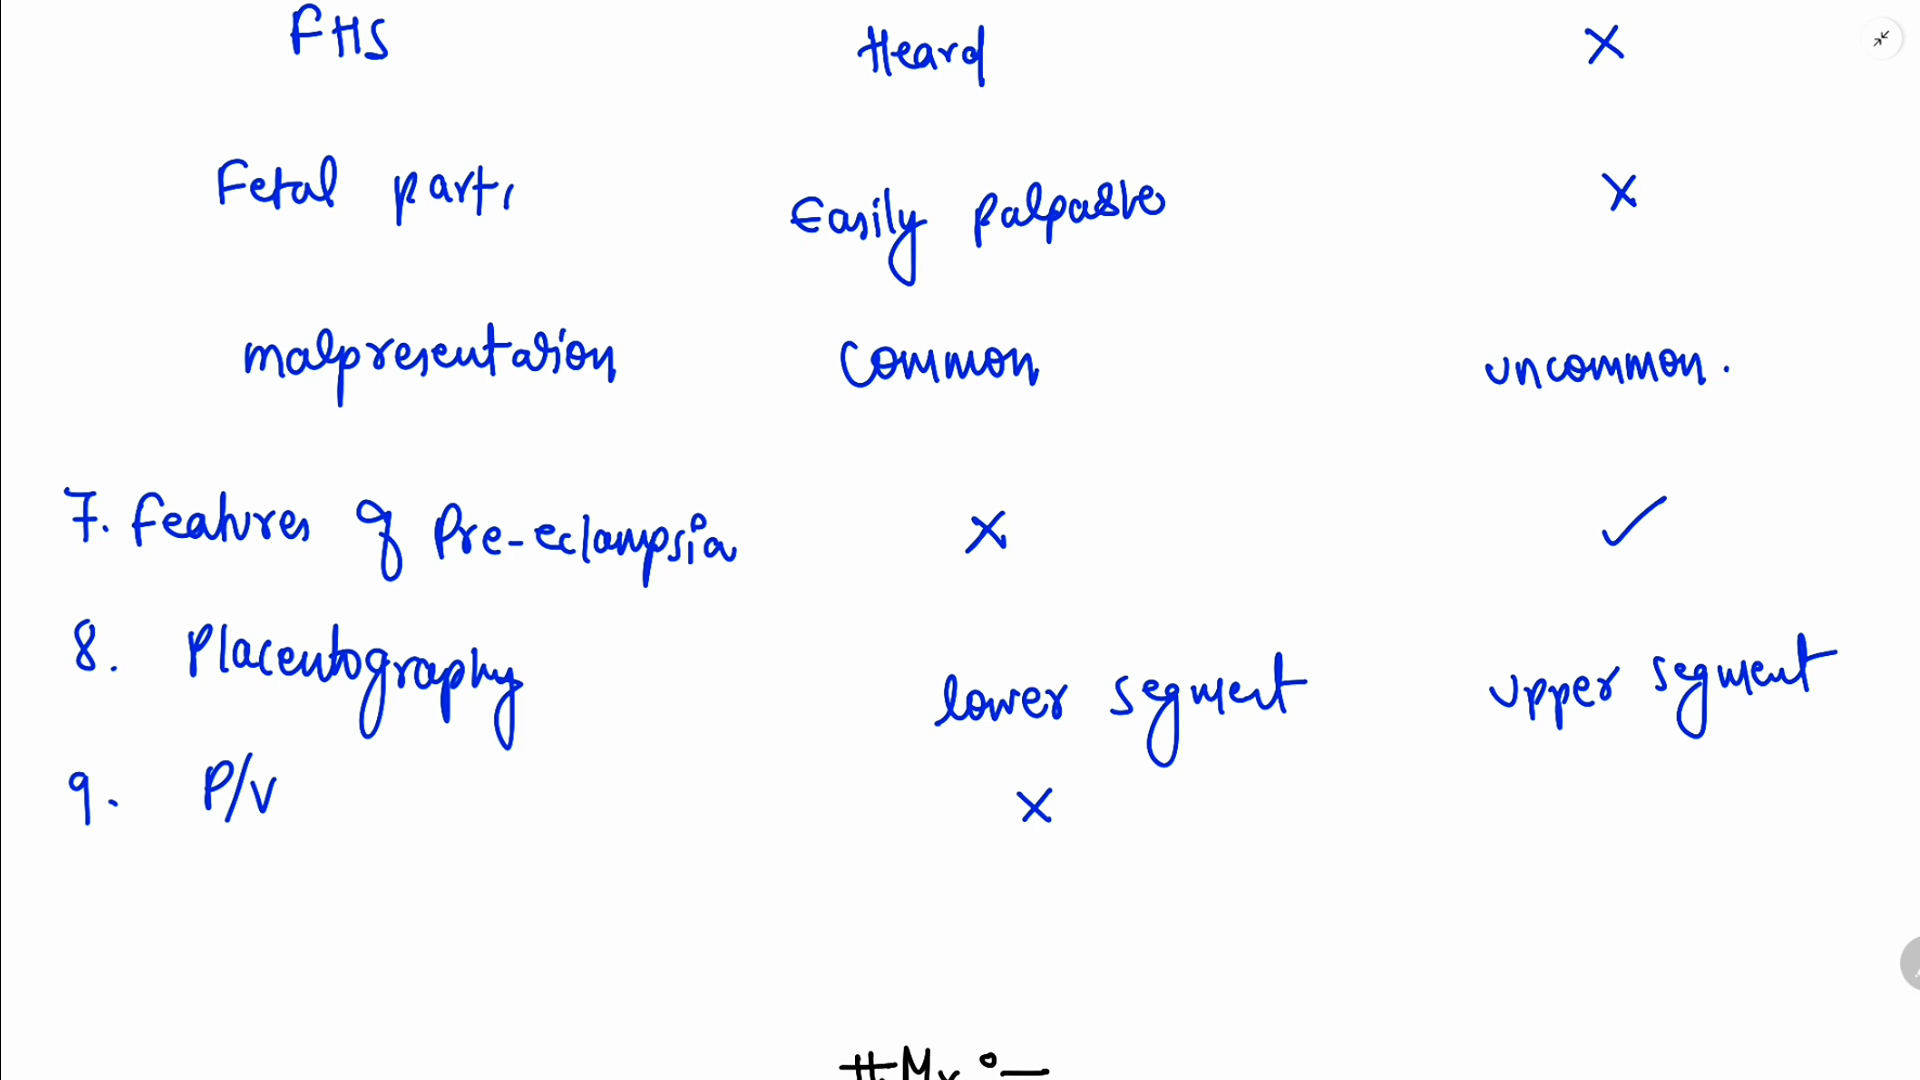 FHS Heard X
Fetal parts Easily palpable X
malpresentation Common uncommon.
7. Features of Pre-eclampsia X ✓
8. Placentography lower segment upper segment
9. P/V X
#Mx:-